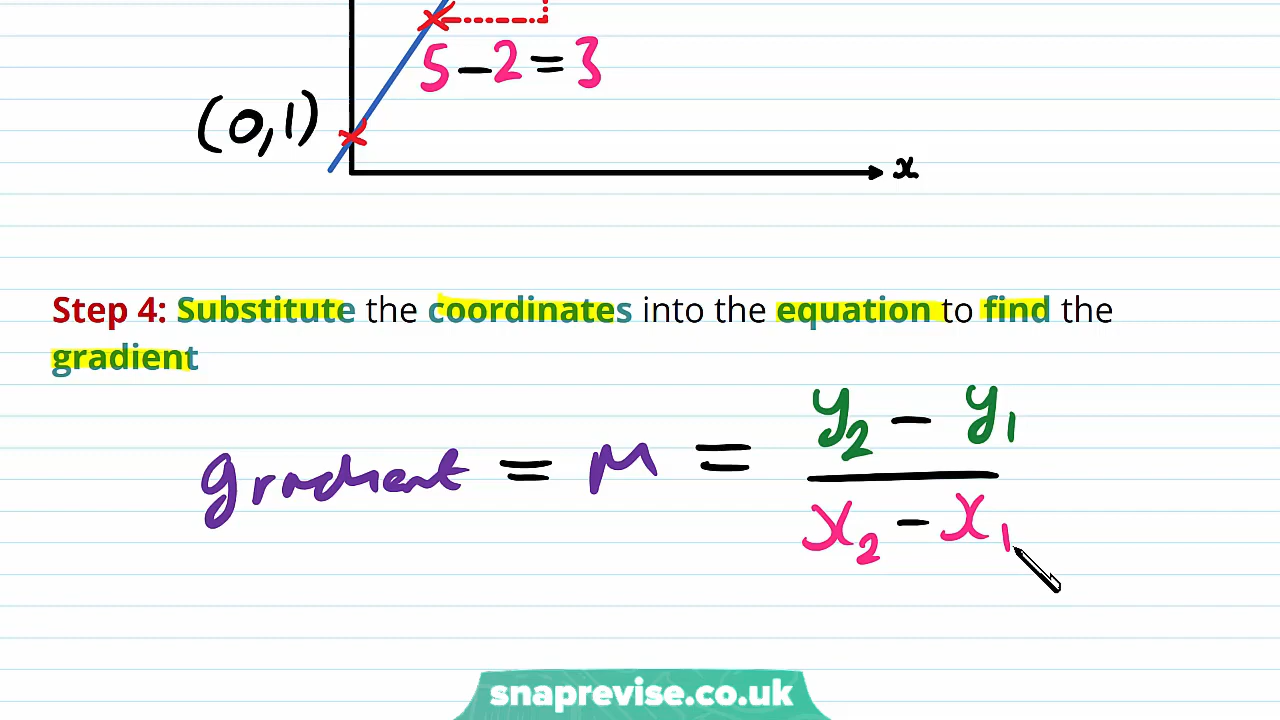 5-2=3
(0,1)
x
Step 4: Substitute the coordinates into the equation to find the
gradient
gradient = m = y₂ - y₁
x₂ - x₁
snaprevise.co.uk